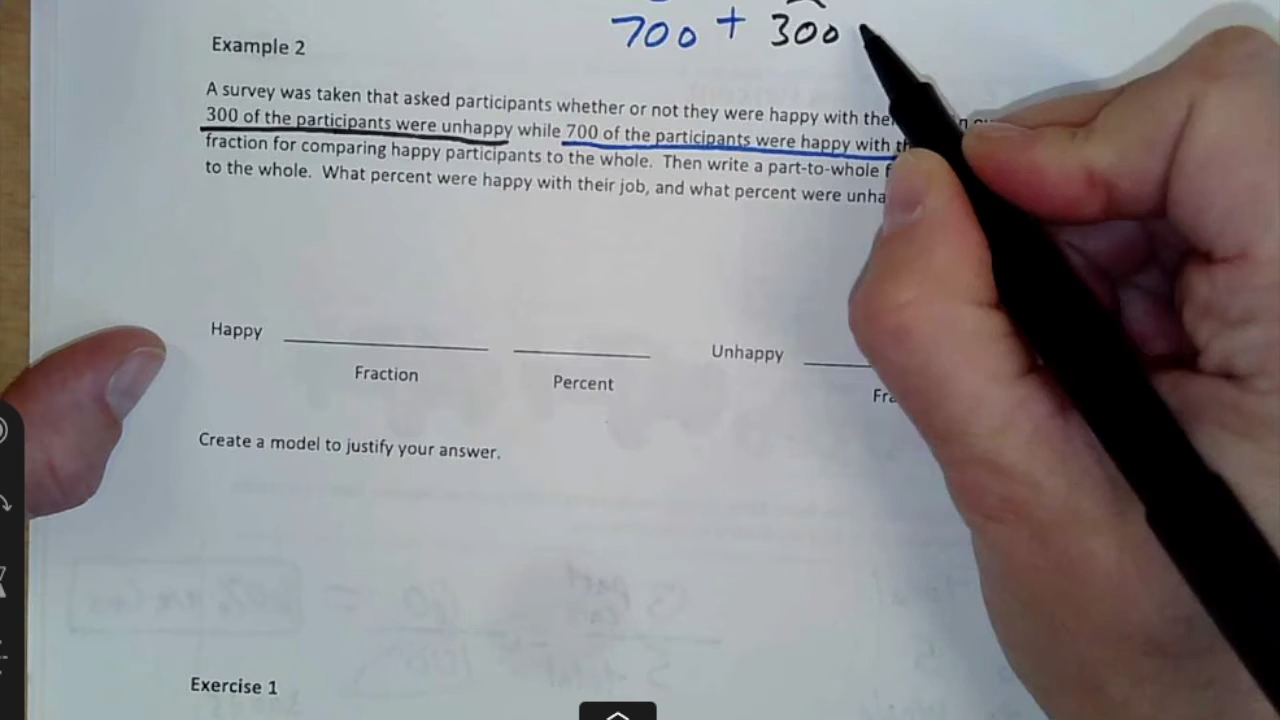 700 + 300
Example 2
A survey was taken that asked participants whether or not they were happy with
300 of the participants were unhappy while 700 of the participants were happy with
fraction for comparing happy participants to the whole. Then write a part-to-whole
to the whole. What percent were happy with their job, and what percent were
Happy
Unhappy
Fraction
Percent
Create a model to justify your answer.
Exercise 1